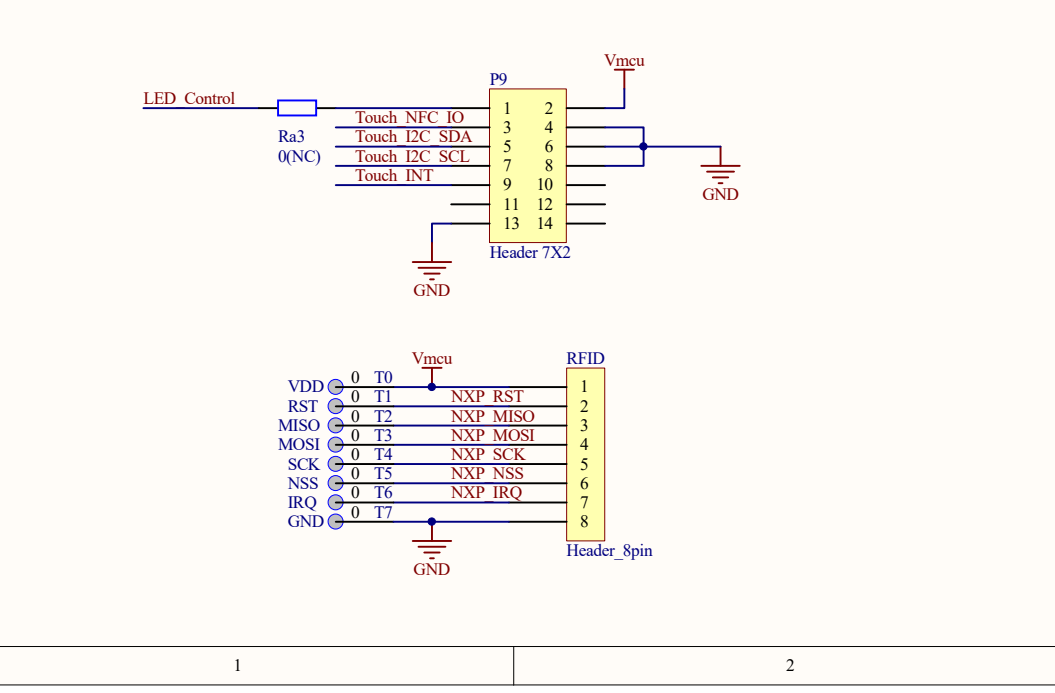 Vmcu
P9
LED_Control
1 2
Touch_NFC_IO
3 4
Ra3
Touch_I2C_SDA
5 6
0(NC)
Touch_I2C_SCL
7 8
Touch_INT
9 10
GND
11 12
13 14
Header 7X2
GND
Vmcu
RFID
VDD 0 T0 1
RST 0 T1 NXP_RST 2
MISO 0 T2 NXP_MISO 3
MOSI 0 T3 NXP_MOSI 4
SCK 0 T4 NXP_SCK 5
NSS 0 T5 NXP_NSS 6
IRQ 0 T6 NXP_IRQ 7
GND 0 T7 8
Header_8pin
GND
1 2